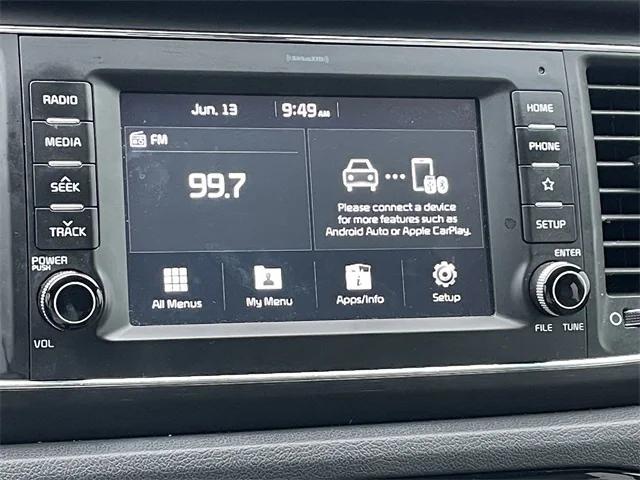 SiriusXM
Jun. 13 9:49 AM
RADIO
MEDIA
SEEK
TRACK
POWER
PUSH
VOL
FM
99.7
Please connect a device
for more features such as
Android Auto or Apple CarPlay.
All Menus
My Menu
Apps/Info
Setup
HOME
PHONE
SETUP
ENTER
FILE TUNE